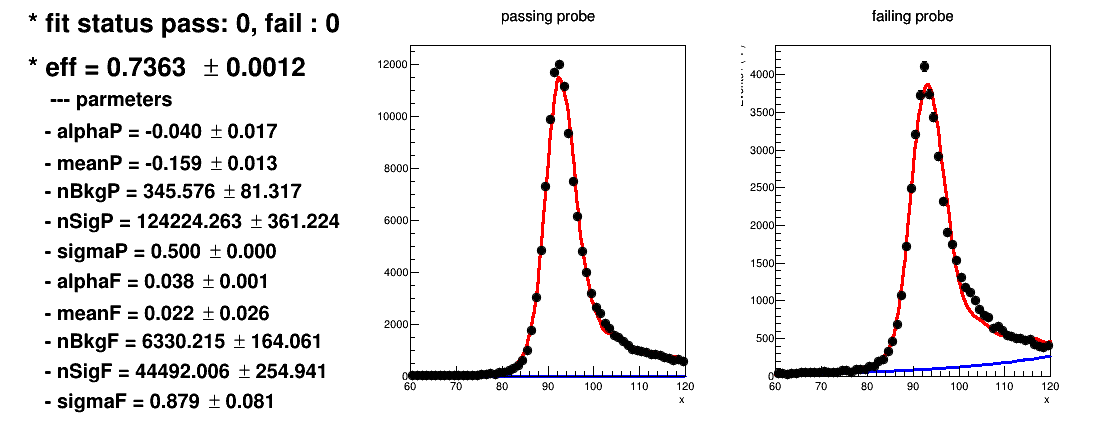 * fit status pass: 0, fail : 0
* eff = 0.7363 ± 0.0012
--- parmeters
- alphaP = -0.040 ± 0.017
- meanP = -0.159 ± 0.013
- nBkgP = 345.576 ± 81.317
- nSigP = 124224.263 ± 361.224
- sigmaP = 0.500 ± 0.000
- alphaF = 0.038 ± 0.001
- meanF = 0.022 ± 0.026
- nBkgF = 6330.215 ± 164.061
- nSigF = 44492.006 ± 254.941
- sigmaF = 0.879 ± 0.081
passing probe
12000
10000
8000
6000
4000
2000
0
60 70 80 90 100 110 120
x
failing probe
4000
3500
3000
2500
2000
1500
1000
500
0
60 70 80 90 100 110 120
x